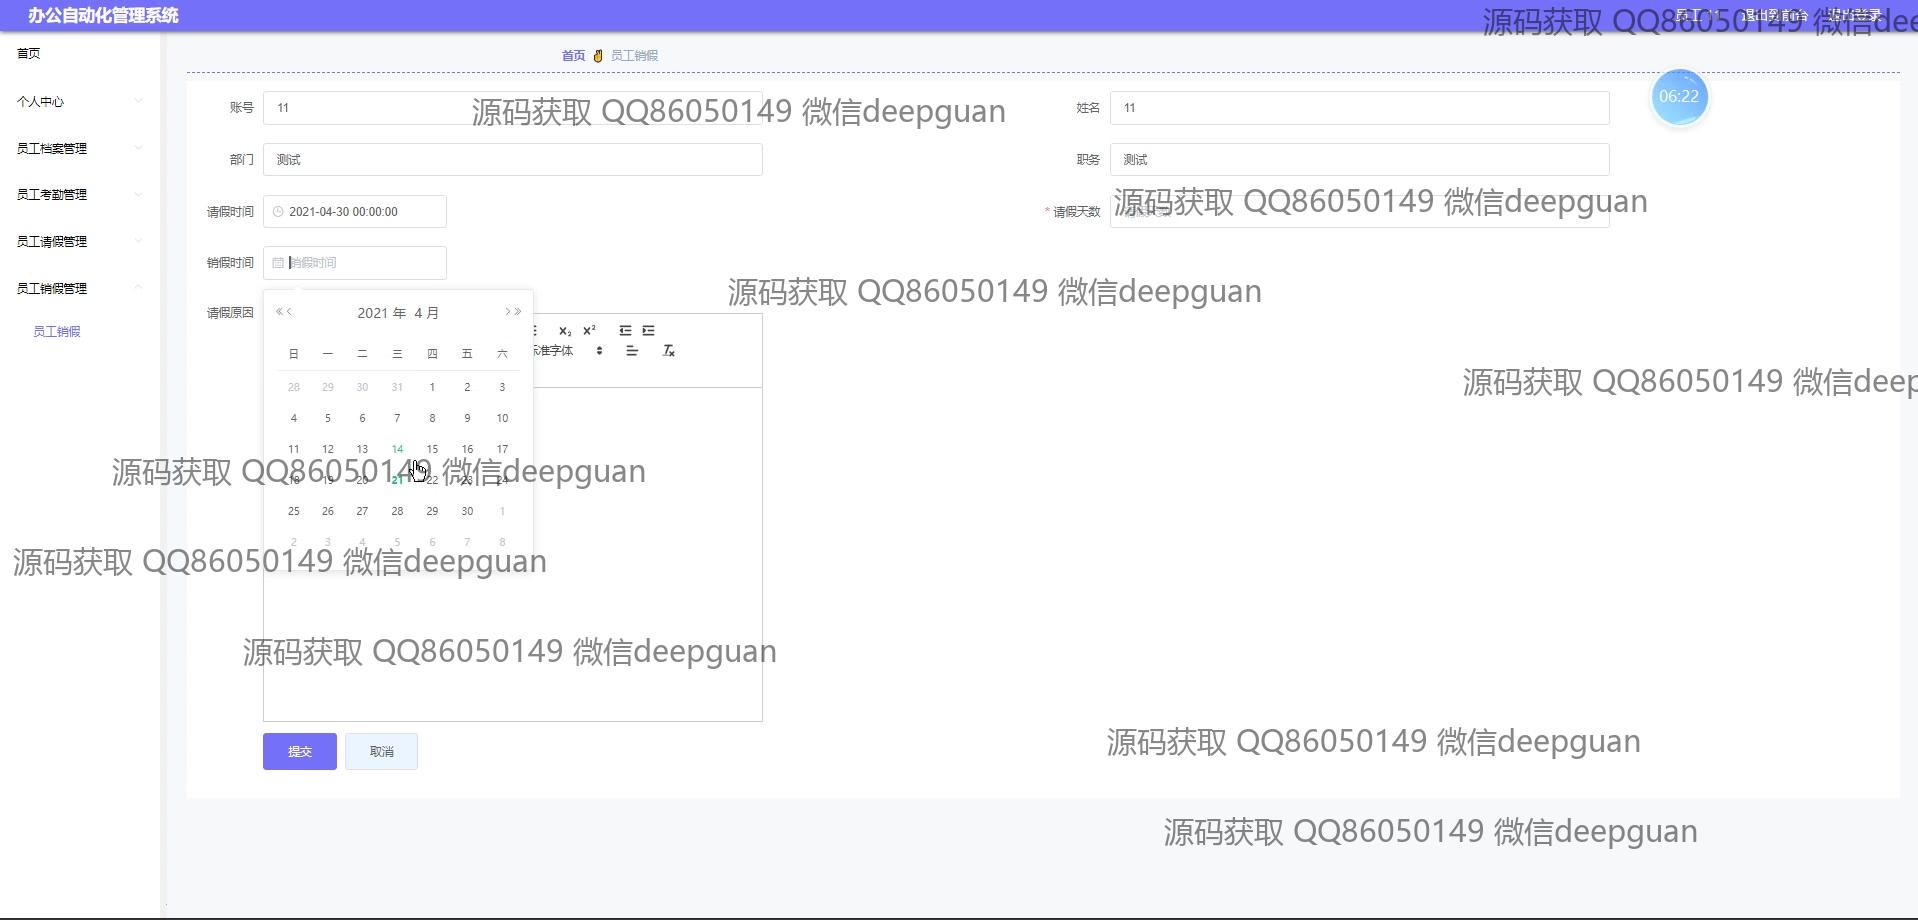 办公自动化管理系统
员工 11 退出到前台 退出登录
源码获取 QQ86050149 微信dee
首页
个人中心
员工档案管理
员工考勤管理
员工请假管理
员工销假管理
员工销假
首页 员工销假
06:22
账号 11
姓名 11
源码获取 QQ86050149 微信deepguan
部门 测试
职务 测试
请假时间 2021-04-30 00:00:00
* 请假天数
源码获取 QQ86050149 微信deepguan
销假时间 销假时间
源码获取 QQ86050149 微信deepguan
请假原因
2021 年 4 月
日 一 二 三 四 五 六
28 29 30 31 1 2 3
4 5 6 7 8 9 10
11 12 13 14 15 16 17
18 19 20 21 22 23 24
25 26 27 28 29 30 1
2 3 4 5 6 7 8
X₂ X²
准字体
源码获取 QQ86050149 微信deep
源码获取 QQ86050149 微信deepguan
源码获取 QQ86050149 微信deepguan
源码获取 QQ86050149 微信deepguan
提交 取消
源码获取 QQ86050149 微信deepguan
源码获取 QQ86050149 微信deepguan